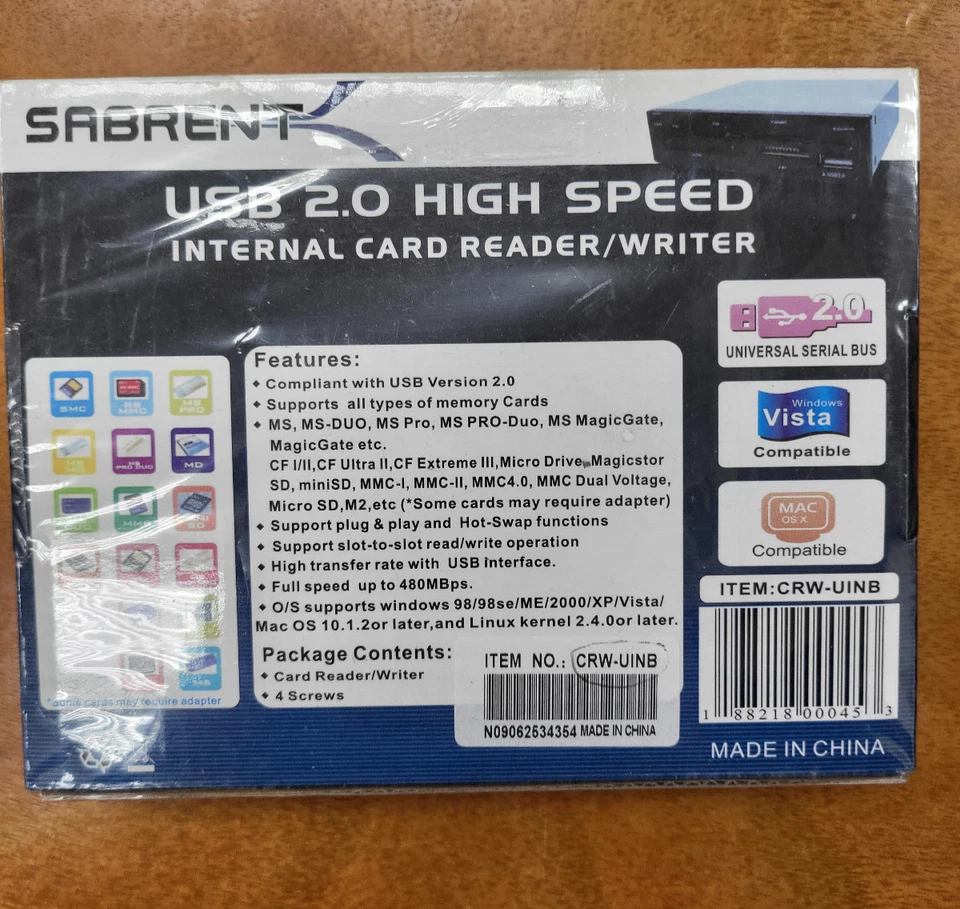 SABRENT
USB 2.0 HIGH SPEED
INTERNAL CARD READER/WRITER
2.0
UNIVERSAL SERIAL BUS
Windows
Vista
Compatible
MAC
OS X
Compatible
SMC
RS
MMC
MS
PRO
MS PRO DUO
MD
Features:
Compliant with USB Version 2.0
Supports all types of memory Cards
MS, MS-DUO, MS Pro, MS PRO-Duo, MS MagicGate,
MagicGate etc.
CF I/II,CF Ultra II,CF Extreme III,Micro Drive, Magicstor
SD, miniSD, MMC-I, MMC-II, MMC4.0, MMC Dual Voltage,
Micro SD,M2,etc (*Some cards may require adapter)
Support plug & play and Hot-Swap functions
Support slot-to-slot read/write operation
High transfer rate with USB interface.
Full speed up to 480MBps.
O/S supports windows 98/98se/ME/2000/XP/Vista/
Mac OS 10.1.2or later,and Linux kernel 2.4.0or later.
Package Contents:
Card Reader/Writer
4 Screws
*some cards may require adapter
ITEM NO.: CRW-UINB
N09062534354 MADE IN CHINA
ITEM:CRW-UINB
1 88218 00045 3
MADE IN CHINA